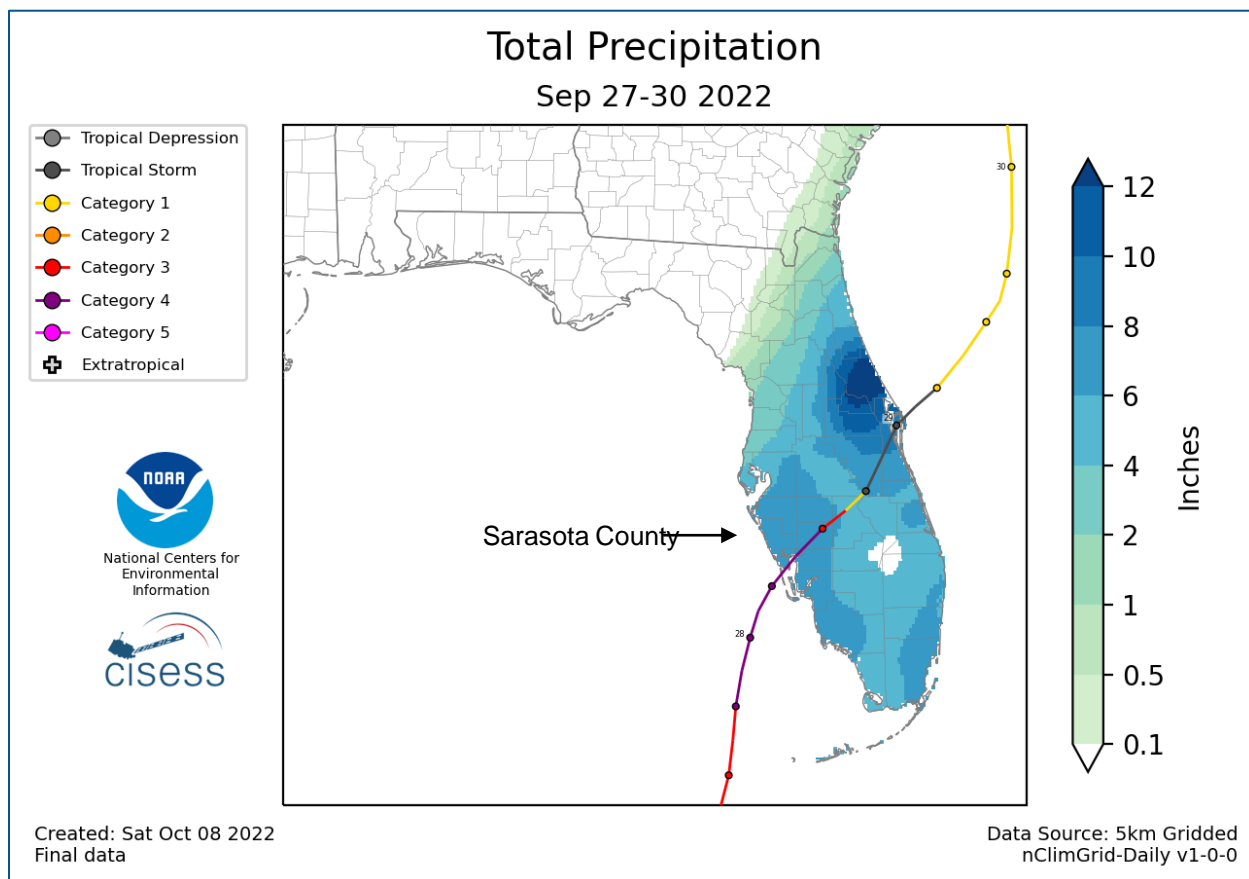 Total Precipitation
Sep 27-30 2022
Tropical Depression
Tropical Storm
Category 1
Category 2
Category 3
Category 4
Category 5
Extratropical
30
29
28
Sarasota County
NOAA
National Centers for
Environmental
Information
CISESS
12
10
8
6
4
2
1
0.5
0.1
Inches
Created: Sat Oct 08 2022
Final data
Data Source: 5km Gridded
nClimGrid-Daily v1-0-0